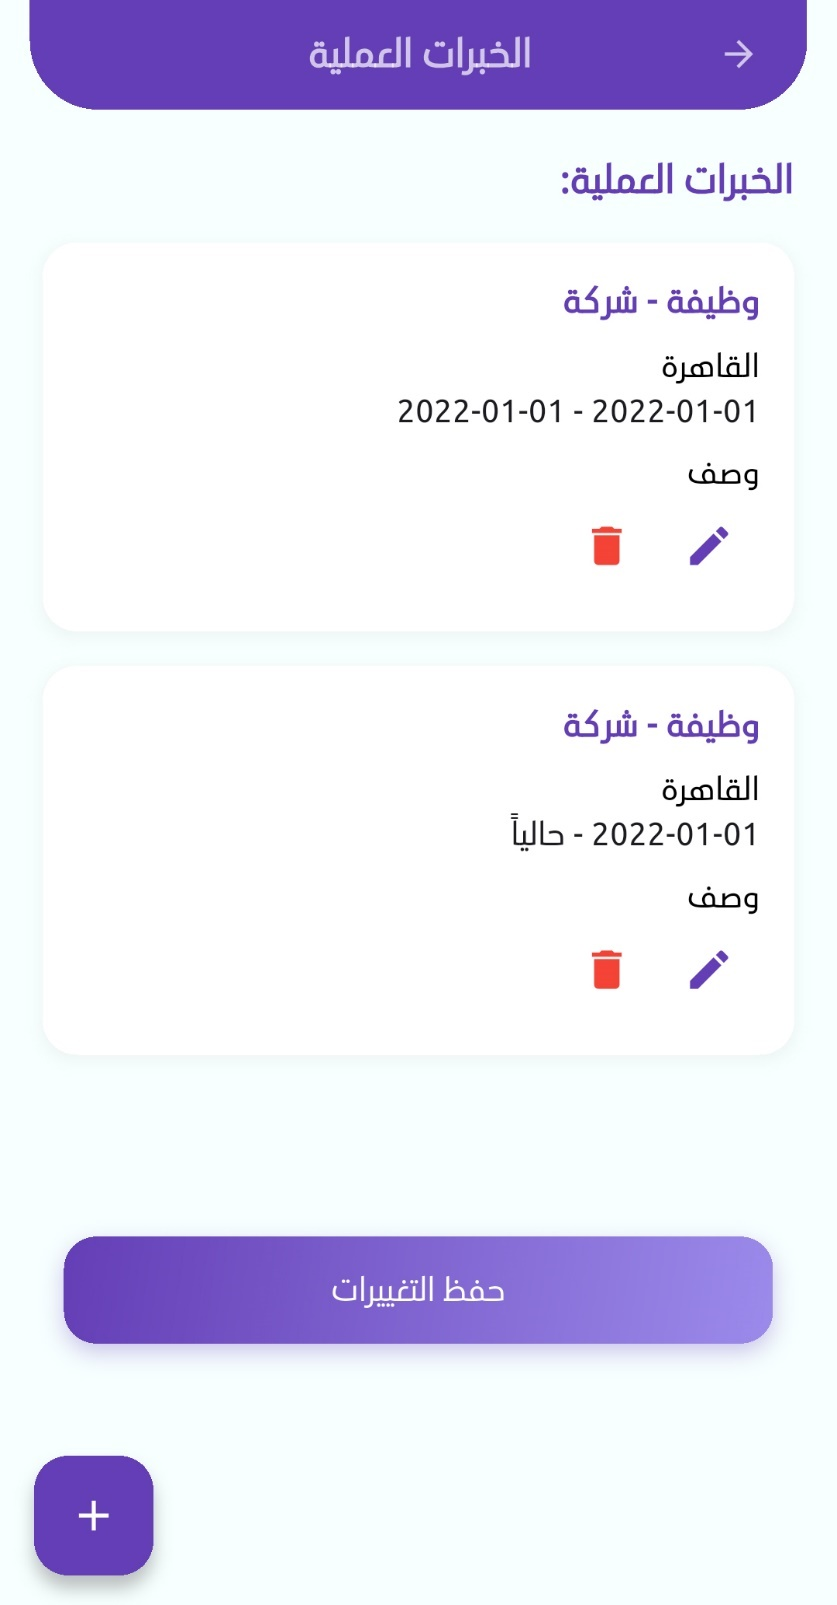 الخبرات العملية
الخبرات العملية:
وظيفة - شركة
القاهرة
2022-01-01 - 2022-01-01
وصف
وظيفة - شركة
القاهرة
2022-01-01 - حالياً
وصف
حفظ التغييرات
+